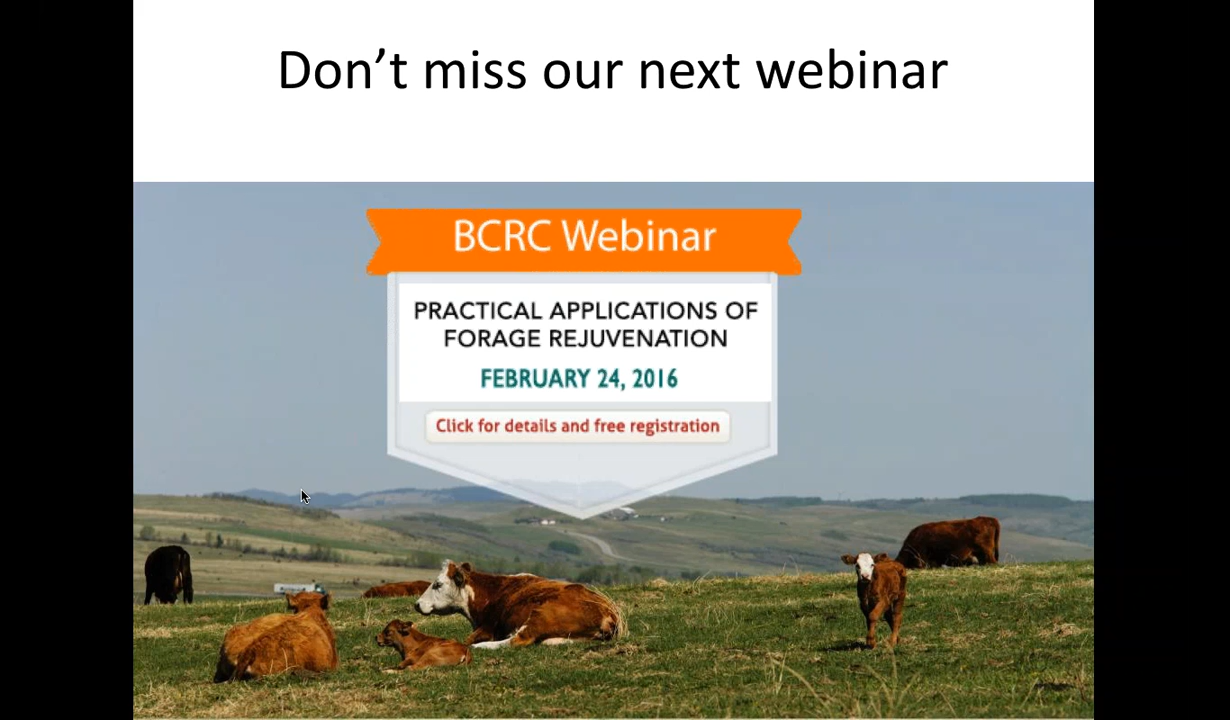 Don’t miss our next webinar
BCRC Webinar
PRACTICAL APPLICATIONS OF
FORAGE REJUVENATION
FEBRUARY 24, 2016
Click for details and free registration